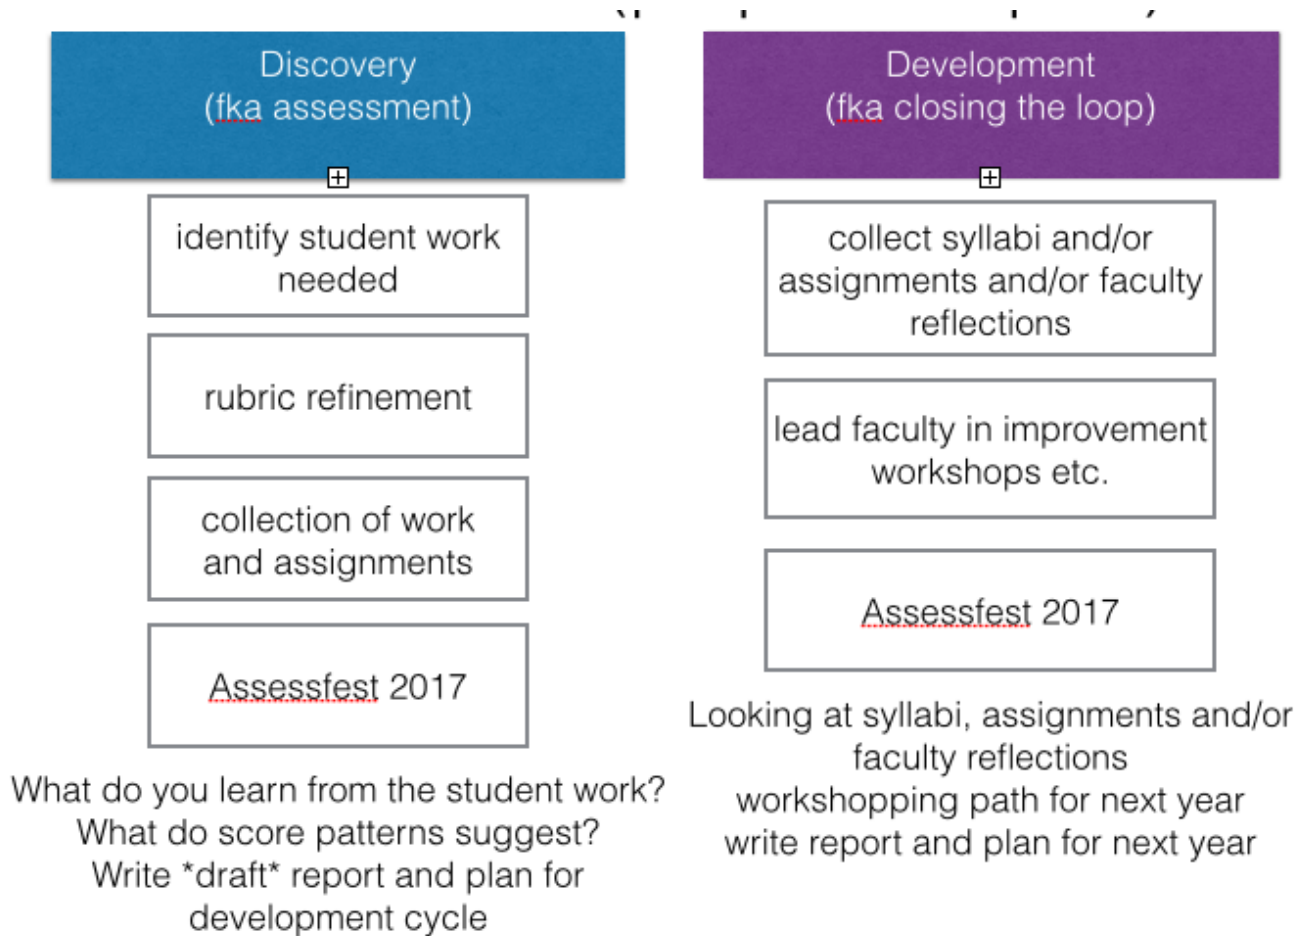 Discovery
(fka assessment)
identify student work
needed
rubric refinement
collection of work
and assignments
Assessfest 2017
What do you learn from the student work?
What do score patterns suggest?
Write *draft* report and plan for
development cycle
Development
(fka closing the loop)
collect syllabi and/or
assignments and/or faculty
reflections
lead faculty in improvement
workshops etc.
Assessfest 2017
Looking at syllabi, assignments and/or
faculty reflections
workshopping path for next year
write report and plan for next year